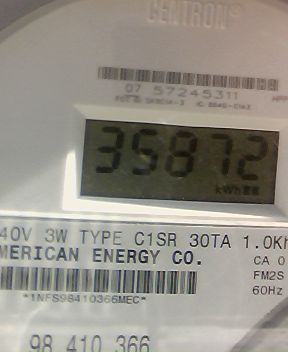 CENTRON®
07 57245311
35872
kWh
40V 3W TYPE C1SR 30TA 1.0Kh
MERICAN ENERGY CO.
CA 0
FM2S
60Hz
*1NFS98410366MEC*
98 410 366